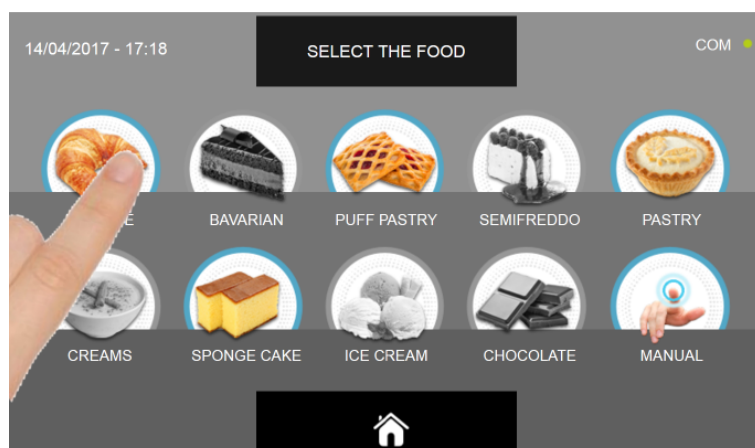 14/04/2017 - 17:18
SELECT THE FOOD
COM
BAVARIAN
PUFF PASTRY
SEMIFREDDO
PASTRY
CREAMS
SPONGE CAKE
ICE CREAM
CHOCOLATE
MANUAL